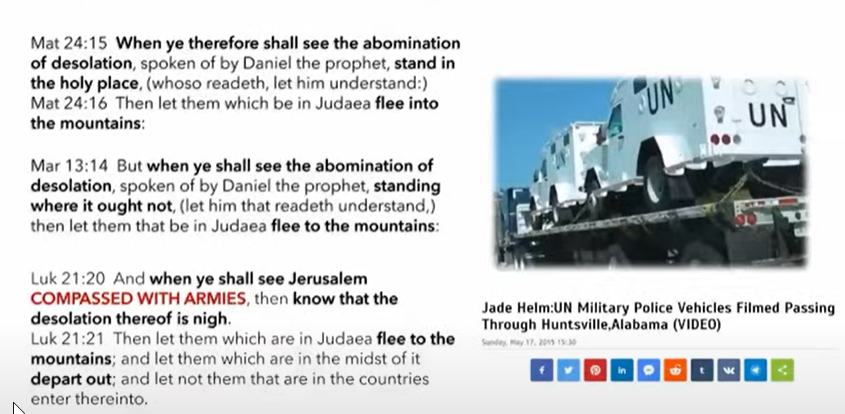 Mat 24:15 When ye therefore shall see the abomination
of desolation, spoken of by Daniel the prophet, stand in
the holy place, (whoso readeth, let him understand:)
Mat 24:16 Then let them which be in Judaea flee into
the mountains:
Mar 13:14 But when ye shall see the abomination of
desolation, spoken of by Daniel the prophet, standing
where it ought not, (let him that readeth understand,)
then let them that be in Judaea flee to the mountains:
Luk 21:20 And when ye shall see Jerusalem
COMPASSED WITH ARMIES, then know that the
desolation thereof is nigh.
Luk 21:21 Then let them which are in Judaea flee to the
mountains; and let them which are in the midst of it
depart out; and let not them that are in the countries
enter thereinto.
UN
UN
UN
Jade Helm:UN Military Police Vehicles Filmed Passing
Through Huntsville,Alabama (VIDEO)
Sunday, May 17, 2015 15:30